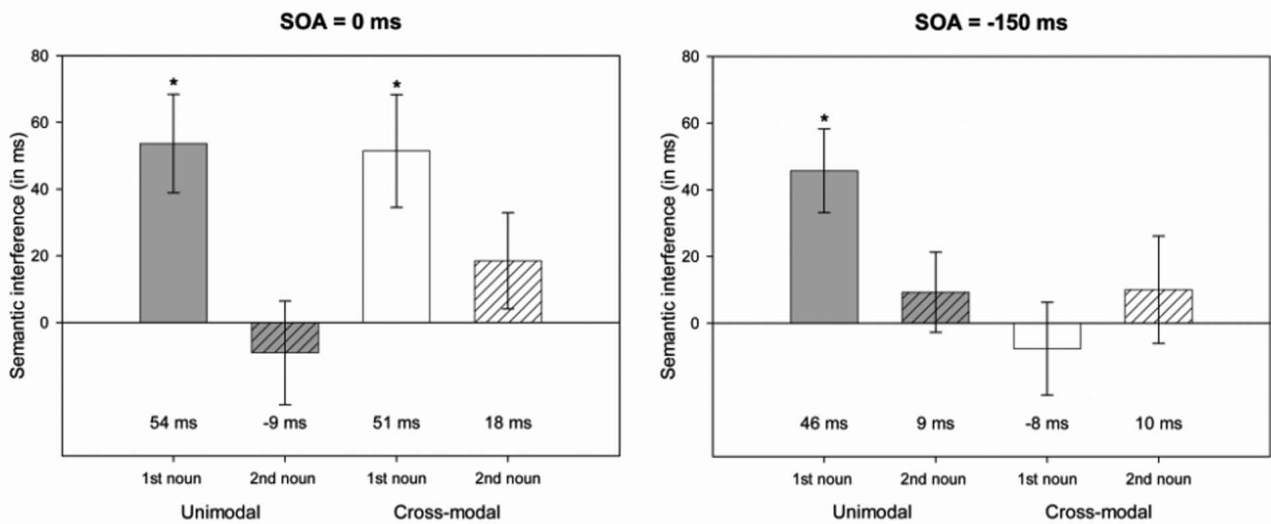 SOA = 0 ms
Semantic interference (in ms)
80
60
40
20
0
*
*
54 ms
-9 ms
51 ms
18 ms
1st noun
2nd noun
1st noun
2nd noun
Unimodal
Cross-modal
SOA = -150 ms
Semantic interference (in ms)
80
60
40
20
0
*
46 ms
9 ms
-8 ms
10 ms
1st noun
2nd noun
1st noun
2nd noun
Unimodal
Cross-modal